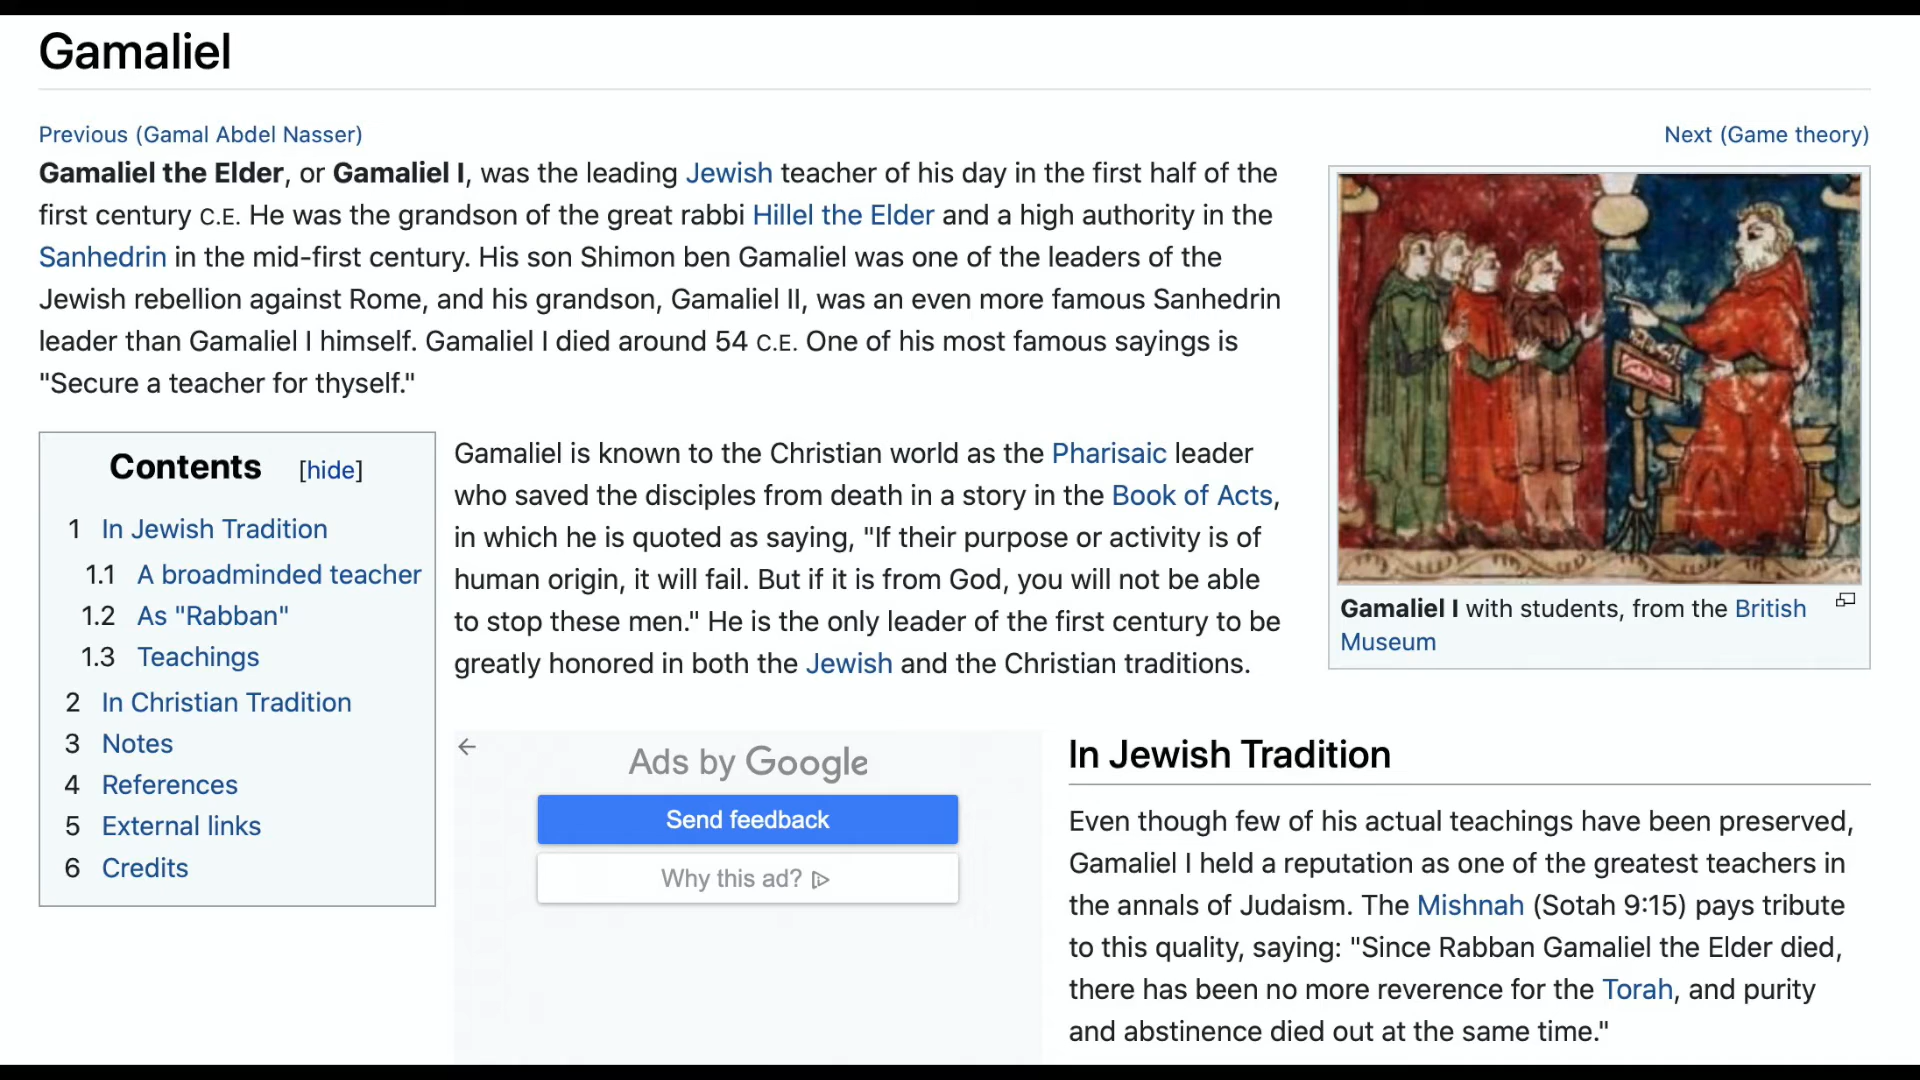 Gamaliel
Previous (Gamal Abdel Nasser)
Next (Game theory)
Gamaliel the Elder, or Gamaliel I, was the leading Jewish teacher of his day in the first half of the
first century C.E. He was the grandson of the great rabbi Hillel the Elder and a high authority in the
Sanhedrin in the mid-first century. His son Shimon ben Gamaliel was one of the leaders of the
Jewish rebellion against Rome, and his grandson, Gamaliel II, was an even more famous Sanhedrin
leader than Gamaliel I himself. Gamaliel I died around 54 C.E. One of his most famous sayings is
"Secure a teacher for thyself."
Gamaliel I with students, from the British
Museum
Contents [hide]
1 In Jewish Tradition
1.1 A broadminded teacher
1.2 As "Rabban"
1.3 Teachings
2 In Christian Tradition
3 Notes
4 References
5 External links
6 Credits
Gamaliel is known to the Christian world as the Pharisaic leader
who saved the disciples from death in a story in the Book of Acts,
in which he is quoted as saying, "If their purpose or activity is of
human origin, it will fail. But if it is from God, you will not be able
to stop these men." He is the only leader of the first century to be
greatly honored in both the Jewish and the Christian traditions.
Ads by Google
Send feedback
Why this ad?
In Jewish Tradition
Even though few of his actual teachings have been preserved,
Gamaliel I held a reputation as one of the greatest teachers in
the annals of Judaism. The Mishnah (Sotah 9:15) pays tribute
to this quality, saying: "Since Rabban Gamaliel the Elder died,
there has been no more reverence for the Torah, and purity
and abstinence died out at the same time."